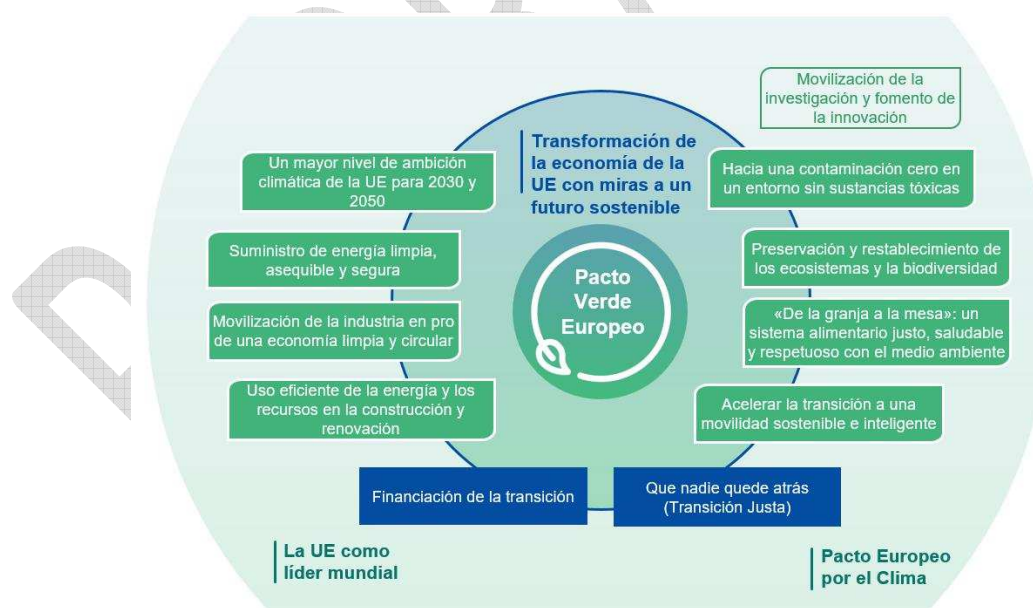 Movilización de la
investigación y fomento de
la innovación
Transformación de
la economía de la
UE con miras a un
futuro sostenible
Un mayor nivel de ambición
climática de la UE para 2030 y
2050
Hacia una contaminación cero en
un entorno sin sustancias tóxicas
Suministro de energía limpia,
asequible y segura
Preservación y restablecimiento de
los ecosistemas y la biodiversidad
Pacto
Verde
Europeo
Movilización de la industria en pro
de una economía limpia y circular
«De la granja a la mesa»: un
sistema alimentario justo, saludable
y respetuoso con el medio ambiente
Uso eficiente de la energía y los
recursos en la construcción y
renovación
Acelerar la transición a una
movilidad sostenible e inteligente
Financiación de la transición
Que nadie quede atrás
(Transición Justa)
La UE como
líder mundial
Pacto Europeo
por el Clima